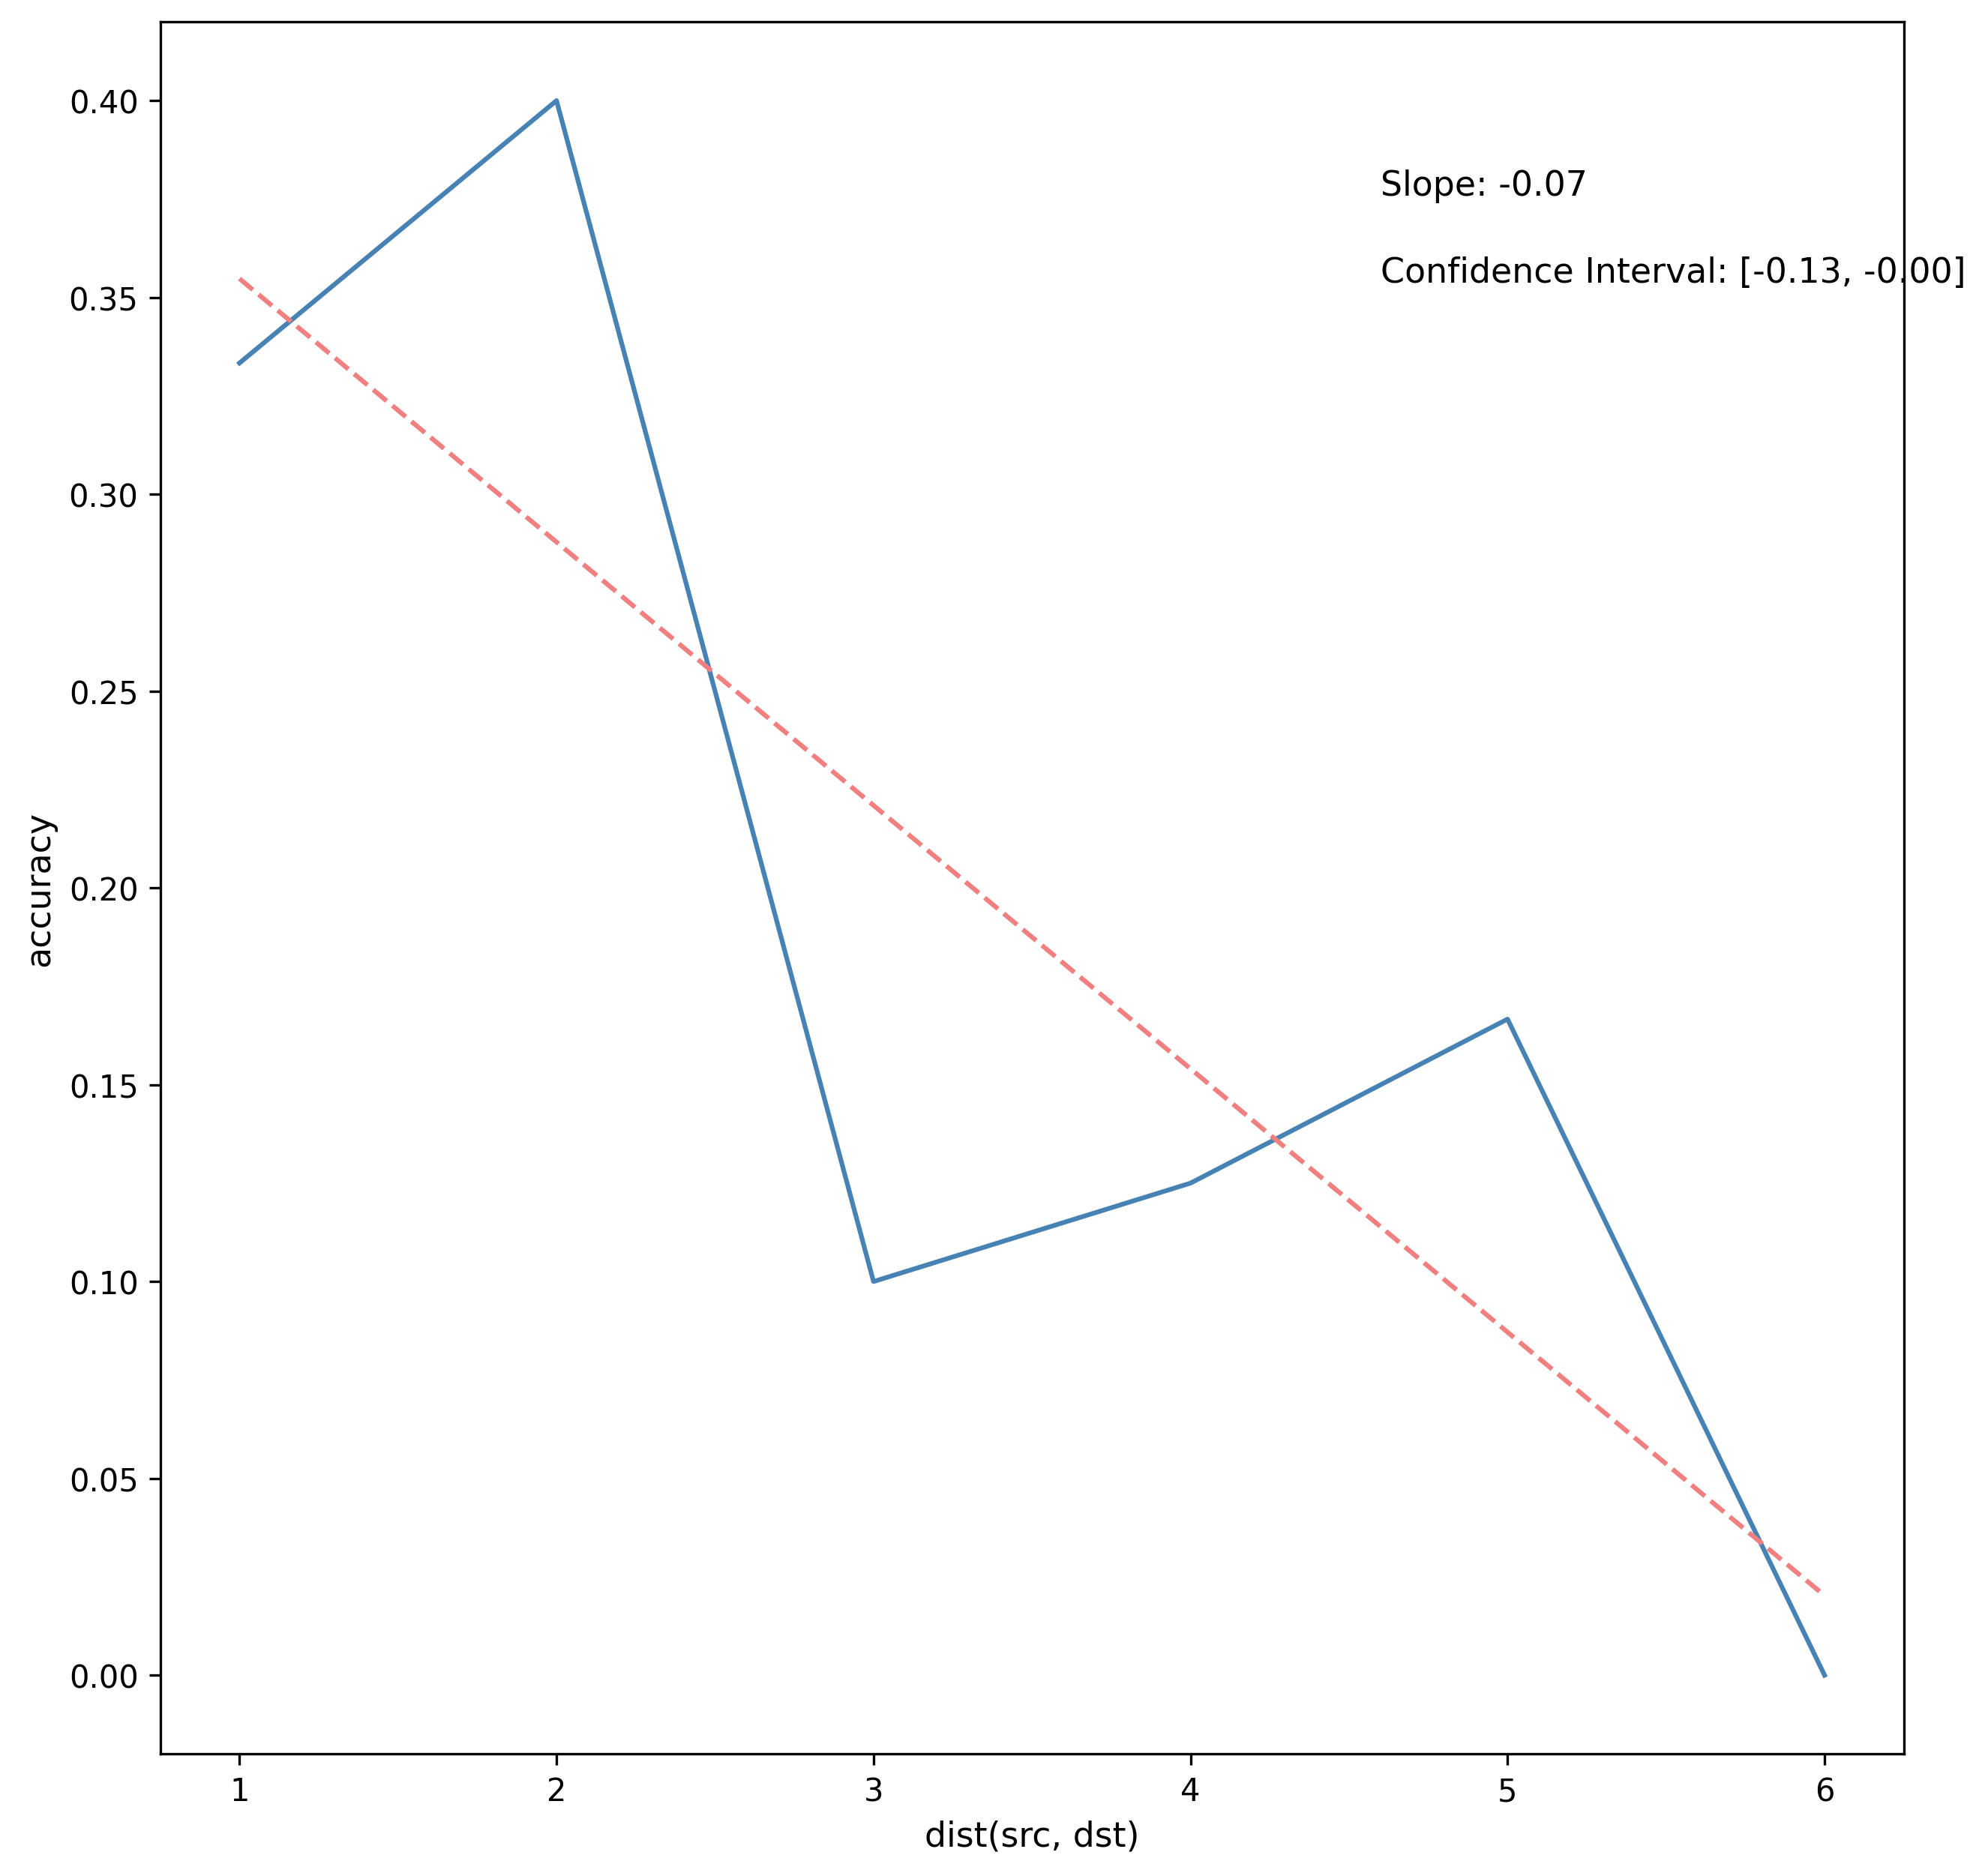 0.40
Slope: -0.07
Confidence Interval: [-0.13, -0.00]
0.35
0.30
0.25
0.20
0.15
0.10
0.05
0.00
accuracy
1 2 3 4 5 6
dist(src, dst)